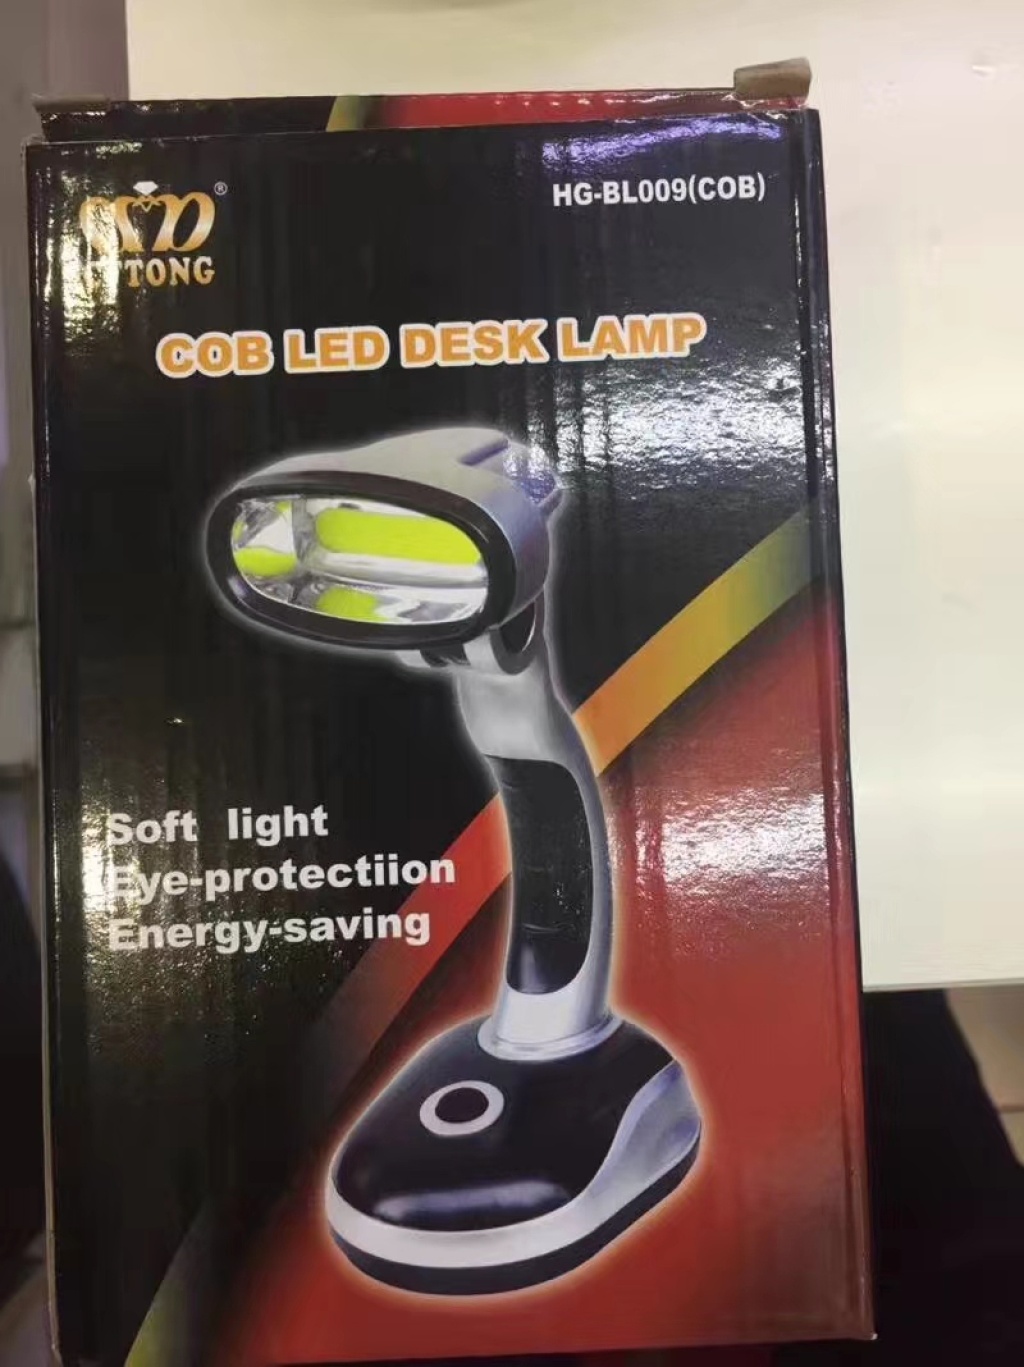 ®
HG-BL009(COB)
TONG
COB LED DESK LAMP
Soft light
Eye-protectiion
Energy-saving